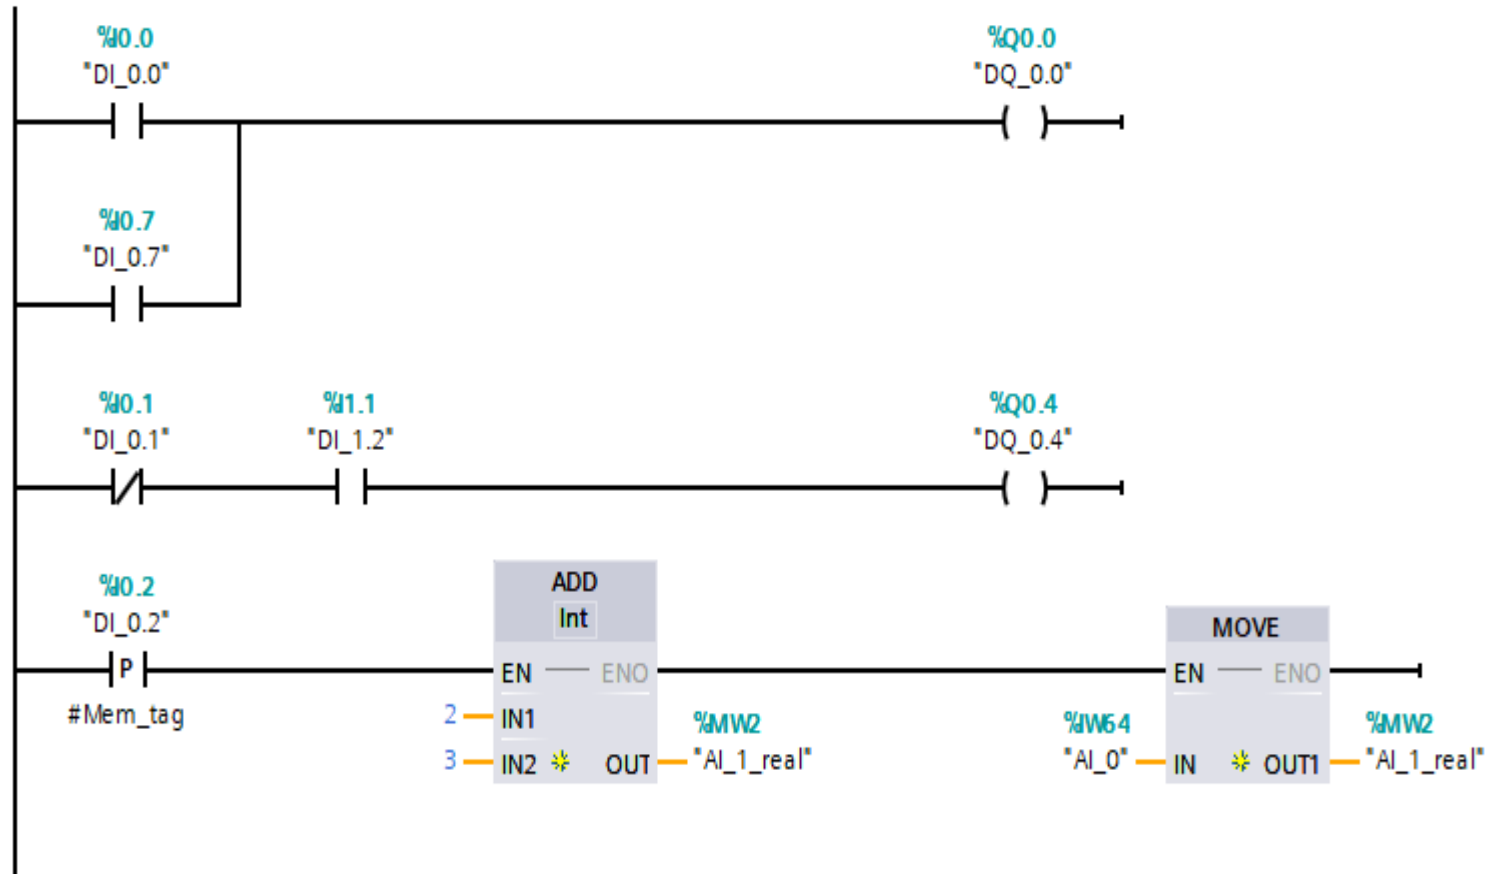 %I0.0
"DI_0.0"
%Q0.0
"DQ_0.0"
%I0.7
"DI_0.7"
%I0.1
"DI_0.1"
%I1.1
"DI_1.2"
%Q0.4
"DQ_0.4"
%I0.2
"DI_0.2"
P
#Mem_tag
ADD
Int
EN ENO
2 IN1
3 IN2 OUT
%MW2
"AI_1_real"
MOVE
EN ENO
%IW64
"AI_0"
IN OUT1
%MW2
"AI_1_real"